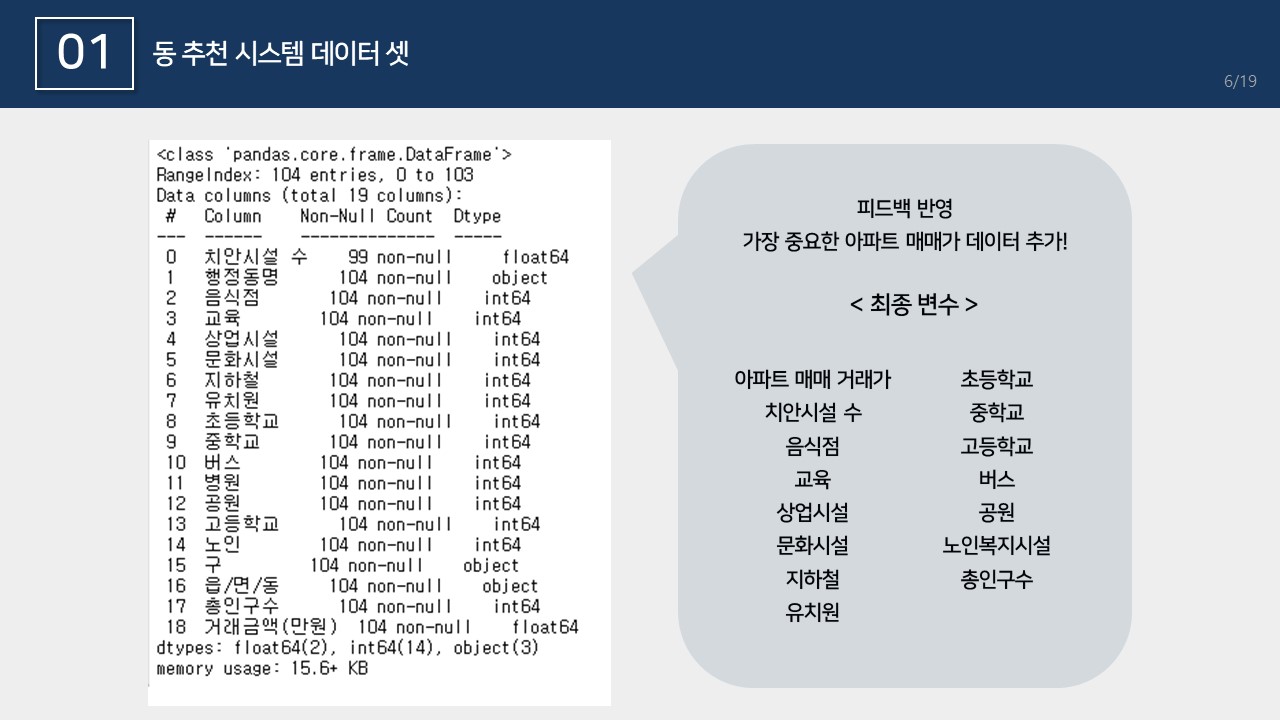 01
동 추천 시스템 데이터 셋
6/19
<class 'pandas.core.frame.DataFrame'>
RangeIndex: 104 entries, 0 to 103
Data columns (total 19 columns):
# Column Non-Null Count Dtype
--- ------ -------------- -----
0 치안시설 수 99 non-null float64
1 행정동명 104 non-null object
2 음식점 104 non-null int64
3 교육 104 non-null int64
4 상업시설 104 non-null int64
5 문화시설 104 non-null int64
6 지하철 104 non-null int64
7 유치원 104 non-null int64
8 초등학교 104 non-null int64
9 중학교 104 non-null int64
10 버스 104 non-null int64
11 병원 104 non-null int64
12 공원 104 non-null int64
13 고등학교 104 non-null int64
14 노인 104 non-null int64
15 구 104 non-null object
16 읍/면/동 104 non-null object
17 총인구수 104 non-null int64
18 거래금액(만원) 104 non-null float64
dtypes: float64(2), int64(14), object(3)
memory usage: 15.6+ KB
피드백 반영
가장 중요한 아파트 매매가 데이터 추가!
< 최종 변수 >
아파트 매매 거래가
치안시설 수
음식점
교육
상업시설
문화시설
지하철
유치원
초등학교
중학교
고등학교
버스
공원
노인복지시설
총인구수